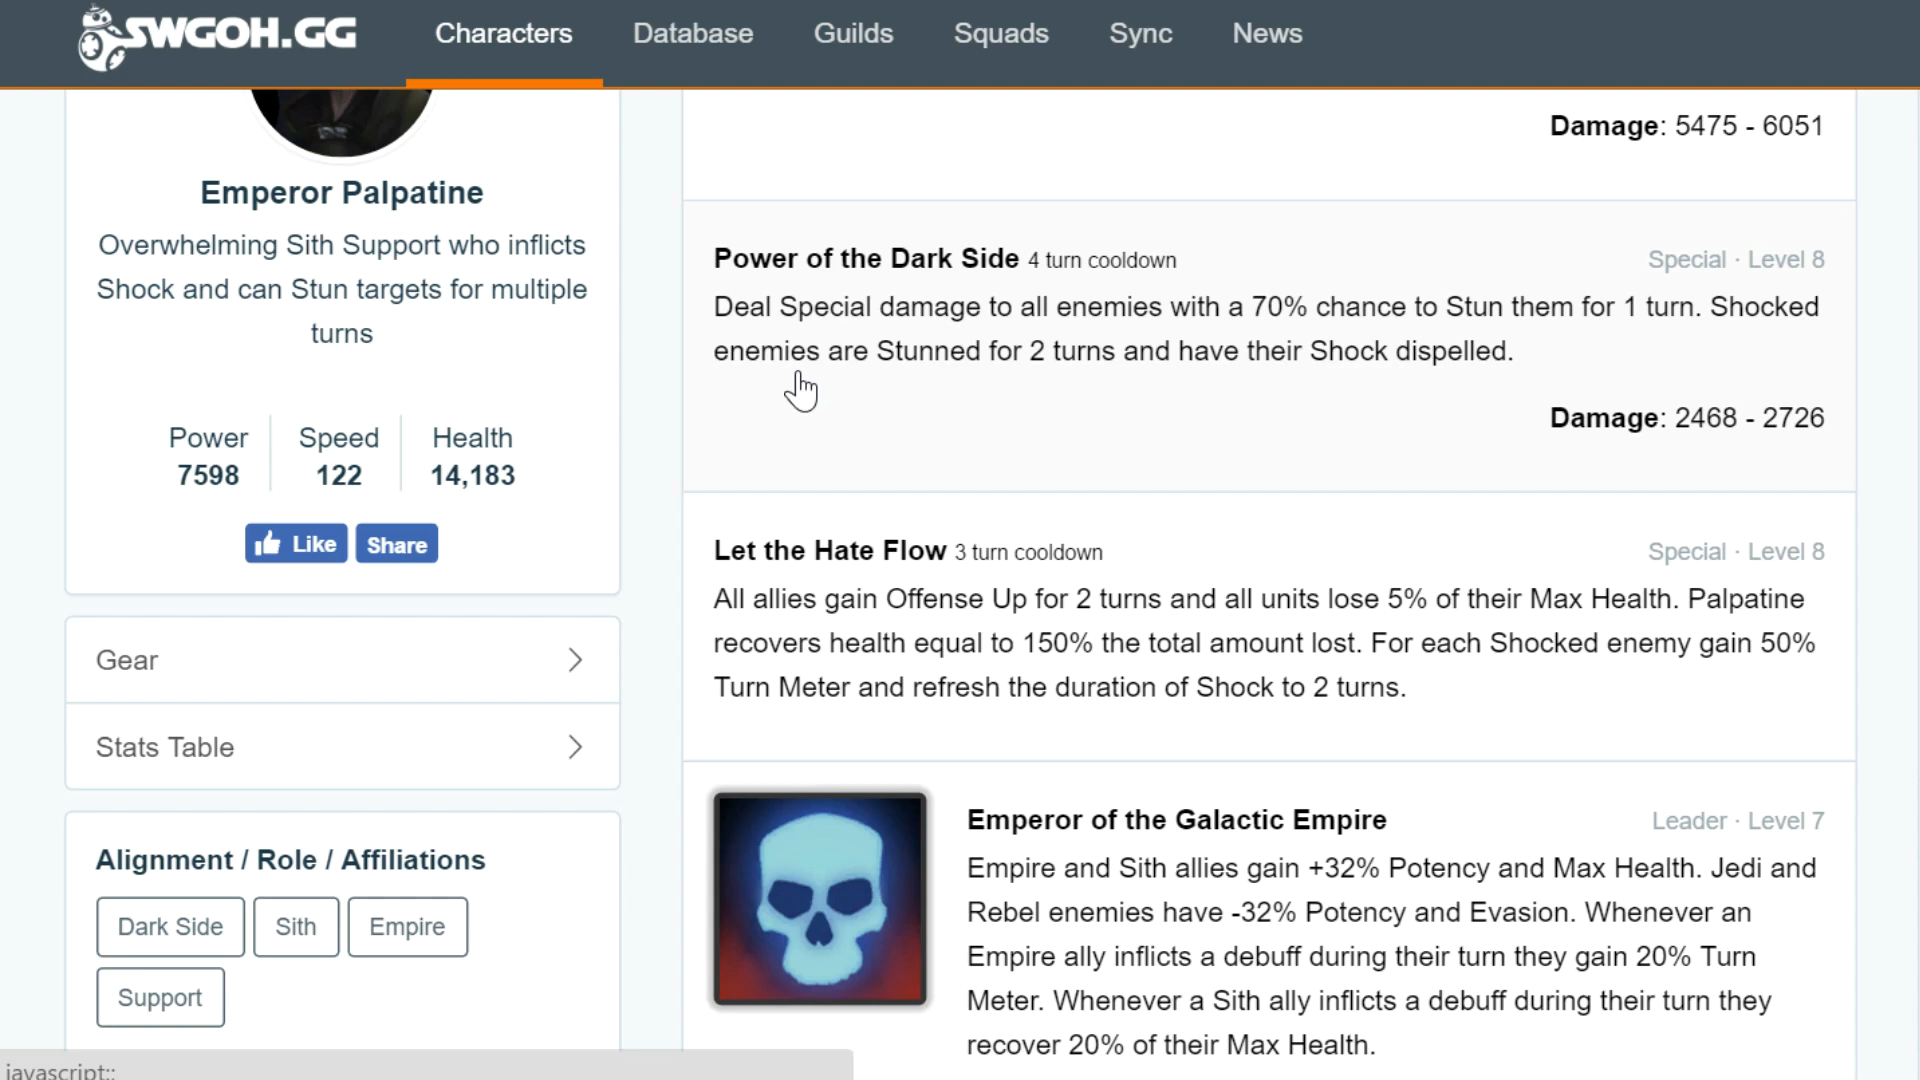 SWGOH.GG
Characters
Database
Guilds
Squads
Sync
News
Emperor Palpatine
Overwhelming Sith Support who inflicts
Shock and can Stun targets for multiple
turns
Power
7598
Speed
122
Health
14,183
Like
Share
Gear
Stats Table
Alignment / Role / Affiliations
Dark Side
Sith
Empire
Support
Damage: 5475 - 6051
Power of the Dark Side 4 turn cooldown
Special · Level 8
Deal Special damage to all enemies with a 70% chance to Stun them for 1 turn. Shocked
enemies are Stunned for 2 turns and have their Shock dispelled.
Damage: 2468 - 2726
Let the Hate Flow 3 turn cooldown
Special · Level 8
All allies gain Offense Up for 2 turns and all units lose 5% of their Max Health. Palpatine
recovers health equal to 150% the total amount lost. For each Shocked enemy gain 50%
Turn Meter and refresh the duration of Shock to 2 turns.
Emperor of the Galactic Empire
Leader · Level 7
Empire and Sith allies gain +32% Potency and Max Health. Jedi and
Rebel enemies have -32% Potency and Evasion. Whenever an
Empire ally inflicts a debuff during their turn they gain 20% Turn
Meter. Whenever a Sith ally inflicts a debuff during their turn they
recover 20% of their Max Health.
javascript:;